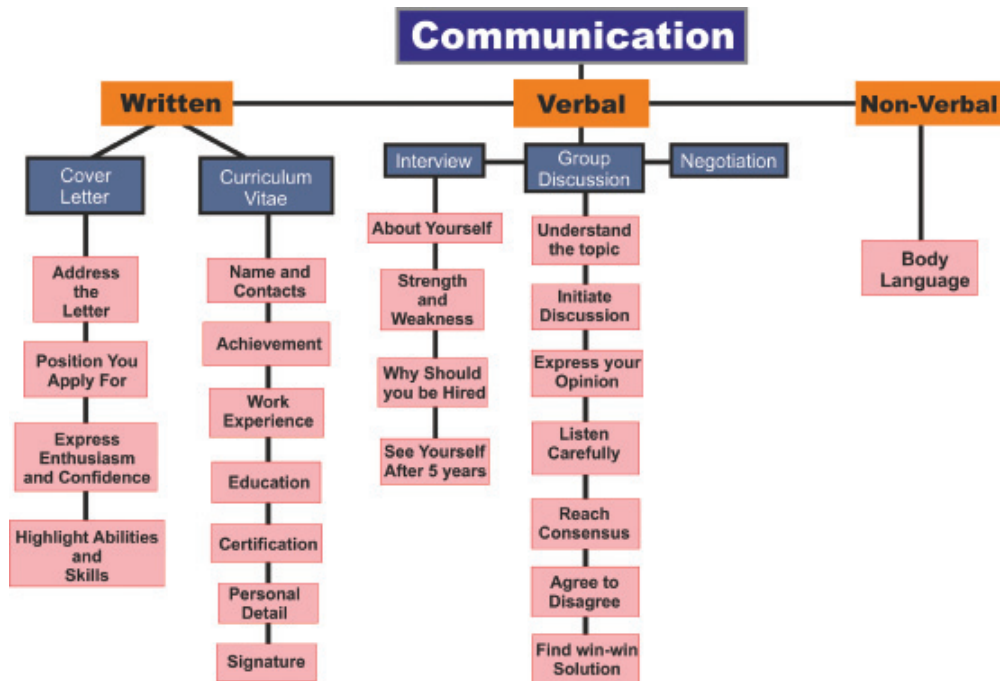 Communication
Written
Verbal
Non-Verbal
Cover
Letter
Curriculum
Vitae
Interview
Group
Discussion
Negotiation
Address
the
Letter
Position You
Apply For
Express
Enthusiasm
and Confidence
Highlight Abilities
and
Skills
Name and
Contacts
Achievement
Work
Experience
Education
Certification
Personal
Detail
Signature
About Yourself
Strength
and
Weakness
Why Should
you be Hired
See Yourself
After 5 years
Understand
the topic
Initiate
Discussion
Express your
Opinion
Listen
Carefully
Reach
Consensus
Agree to
Disagree
Find win-win
Solution
Body
Language